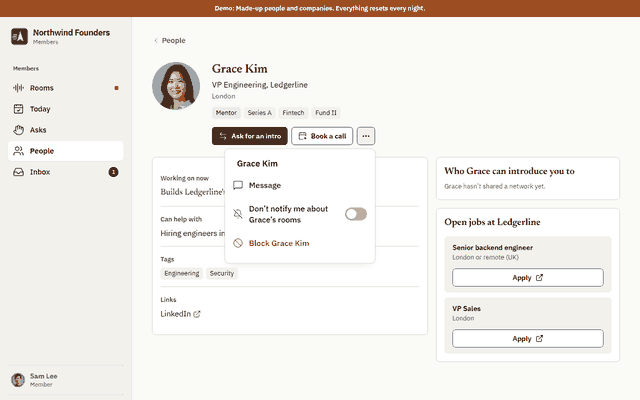 Demo: Made-up people and companies. Everything resets every night.
Northwind Founders
Members
Members
Rooms
Today
Asks
People
Inbox
1
Sam Lee
Member
People
Grace Kim
VP Engineering, Ledgerline
London
Mentor
Series A
Fintech
Fund II
Ask for an intro
Book a call
Grace Kim
Message
Don't notify me about
Grace's rooms
Block Grace Kim
Working on now
Builds Ledgerline's
Can help with
Hiring engineers in
Tags
Engineering
Security
Links
LinkedIn
Who Grace can introduce you to
Grace hasn't shared a network yet.
Open jobs at Ledgerline
Senior backend engineer
London or remote (UK)
Apply
VP Sales
London
Apply